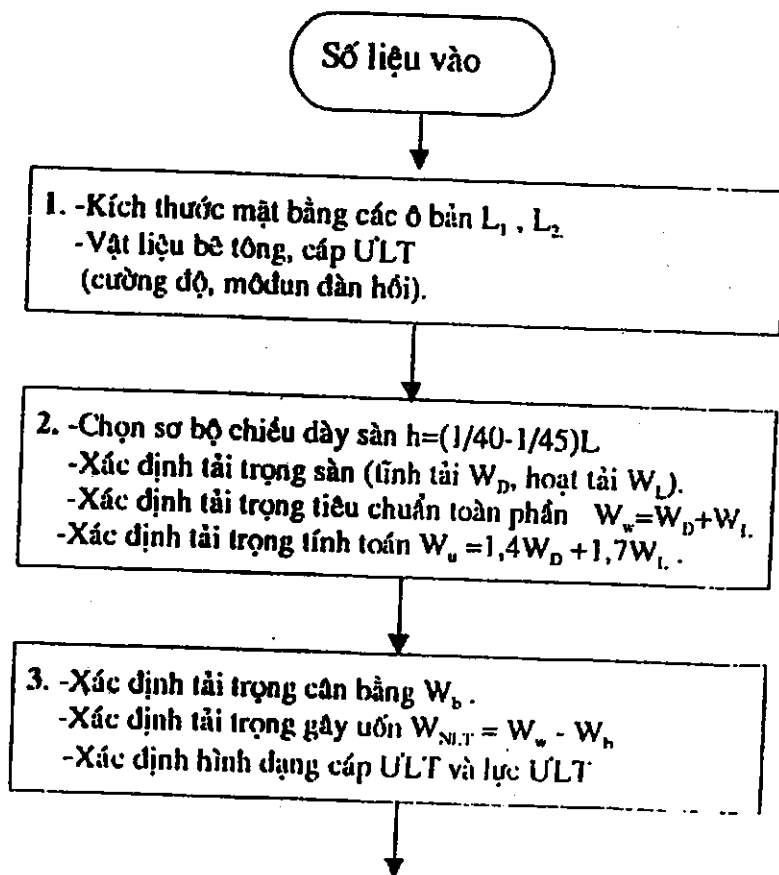 Số liệu vào
1. -Kích thước mặt bằng các ô bản L₁ , L₂
-Vật liệu bê tông, cáp ƯLT
(cường độ, môđun đàn hồi).
2. -Chọn sơ bộ chiều dày sàn h=(1/40-1/45)L
-Xác định tải trọng sàn (tĩnh tải W_D, hoạt tải W_L).
-Xác định tải trọng tiêu chuẩn toàn phần W_w=W_D+W_L.
-Xác định tải trọng tính toán W_u =1,4W_D +1,7W_L .
3. -Xác định tải trọng cân bằng W_b .
-Xác định tải trọng gây uốn W_NLT = W_w - W_b
-Xác định hình dạng cáp ƯLT và lực ƯLT